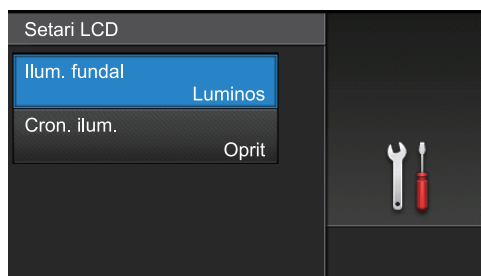 Setari LCD
Ilum. fundal
Luminos
Cron. ilum.
Oprit